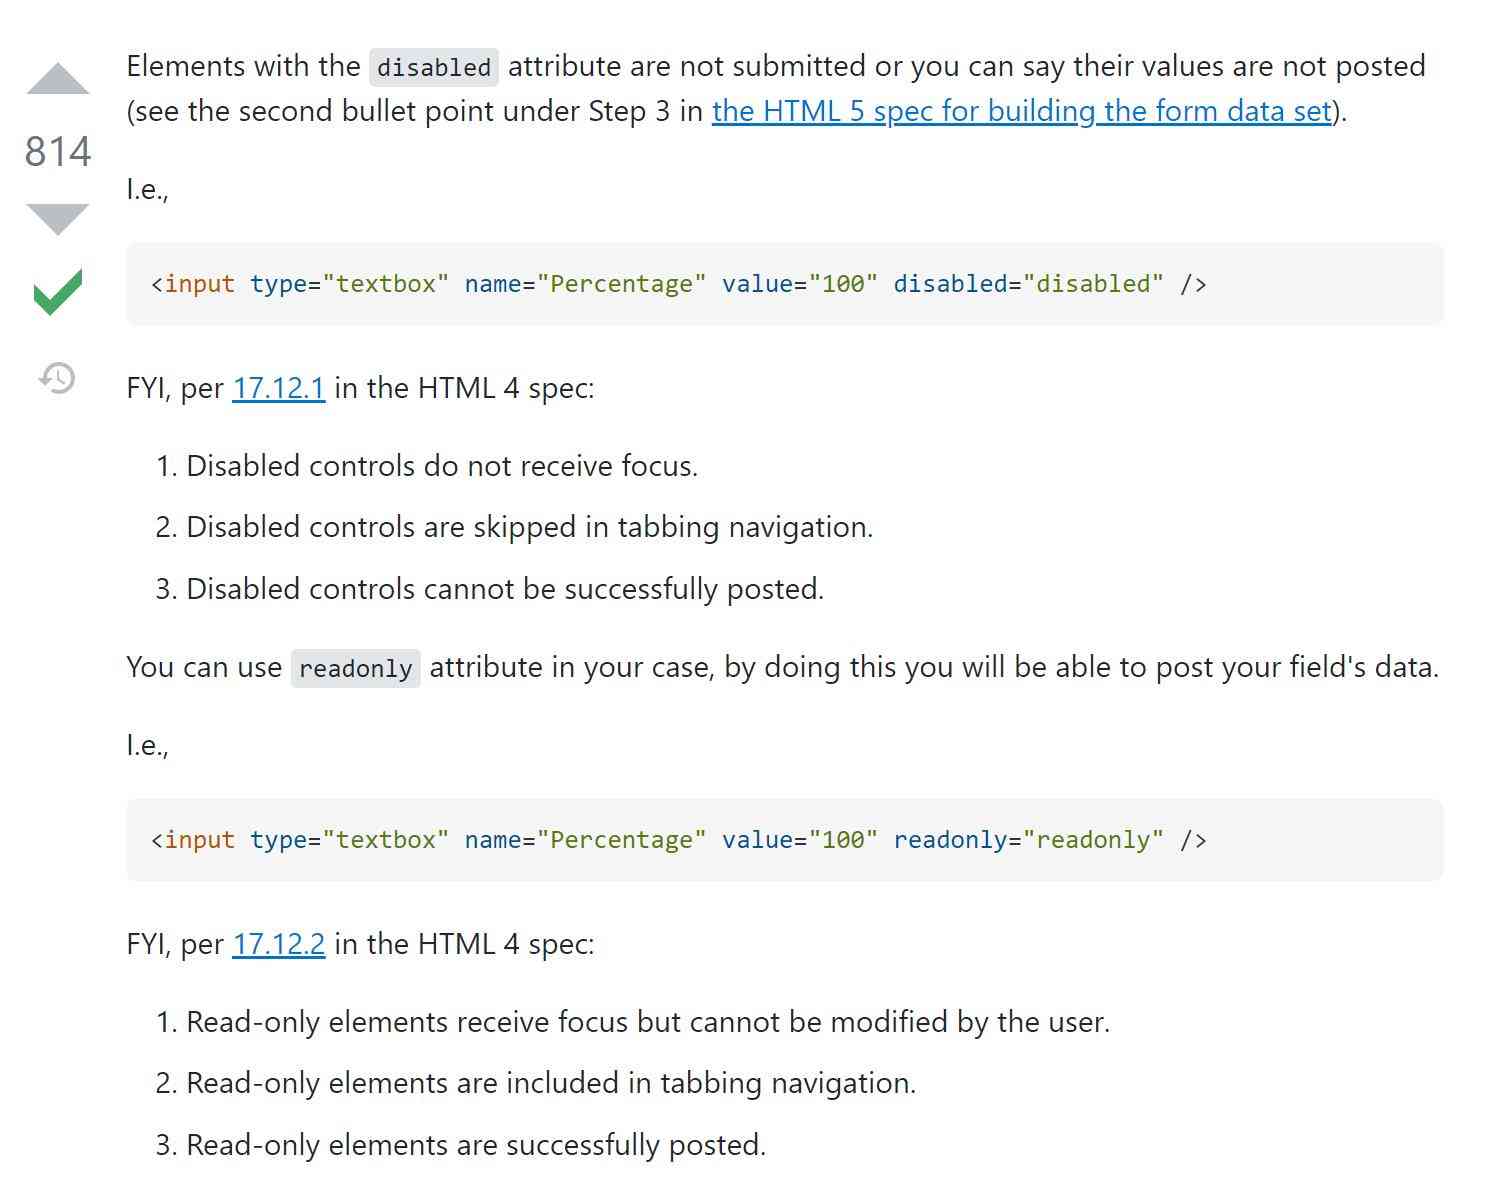 Elements with the disabled attribute are not submitted or you can say their values are not posted
(see the second bullet point under Step 3 in the HTML 5 spec for building the form data set).
814
I.e.,
<input type="textbox" name="Percentage" value="100" disabled="disabled" />
FYI, per 17.12.1 in the HTML 4 spec:
1. Disabled controls do not receive focus.
2. Disabled controls are skipped in tabbing navigation.
3. Disabled controls cannot be successfully posted.
You can use readonly attribute in your case, by doing this you will be able to post your field's data.
I.e.,
<input type="textbox" name="Percentage" value="100" readonly="readonly" />
FYI, per 17.12.2 in the HTML 4 spec:
1. Read-only elements receive focus but cannot be modified by the user.
2. Read-only elements are included in tabbing navigation.
3. Read-only elements are successfully posted.